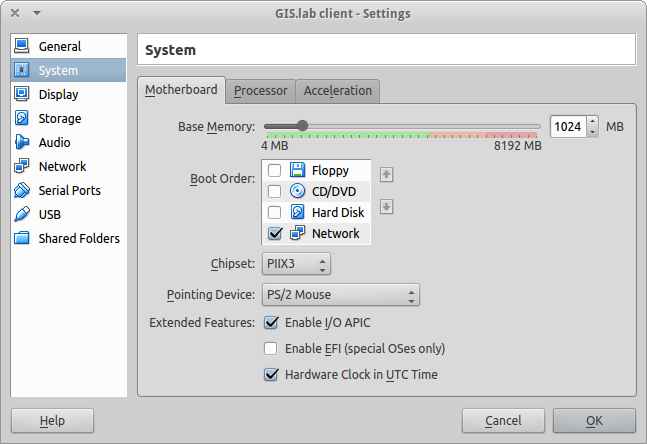 GIS.lab client - Settings
General
System
Display
Storage
Audio
Network
Serial Ports
USB
Shared Folders
System
Motherboard Processor Acceleration
Base Memory: 1024 MB
4 MB 8192 MB
Boot Order: Floppy
CD/DVD
Hard Disk
Network
Chipset: PIIX3
Pointing Device: PS/2 Mouse
Extended Features: Enable I/O APIC
Enable EFI (special OSes only)
Hardware Clock in UTC Time
Help Cancel OK